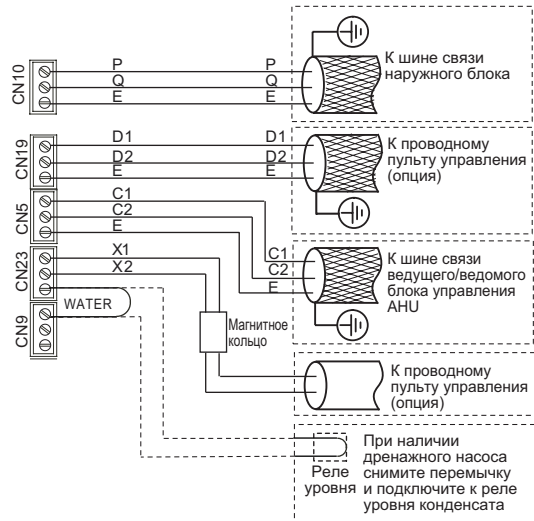 CN10
P
Q
E
P
Q
E
К шине связи
наружного блока
CN19
D1
D2
E
D1
D2
E
К проводному
пульту управления
(опция)
CN5
C1
C2
E
C1
C2
E
К шине связи
ведущего/ведомого
блока управления
AHU
CN23
X1
X2
WATER
CN9
Магнитное
кольцо
К проводному
пульту управления
(опция)
Реле
уровня
При наличии
дренажного насоса
снимите перемычку
и подключите к реле
уровня конденсата